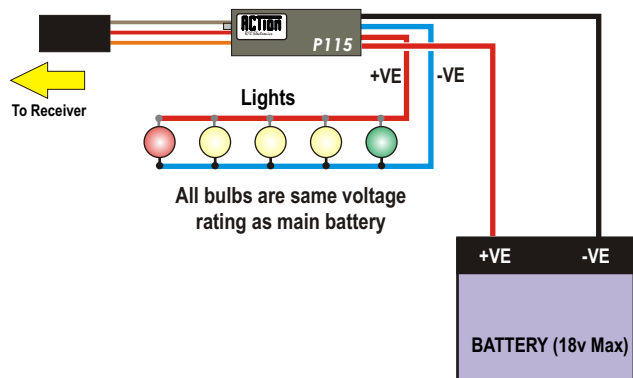 ACTION
P115
+VE
-VE
To Receiver
Lights
All bulbs are same voltage
rating as main battery
+VE
-VE
BATTERY (18v Max)